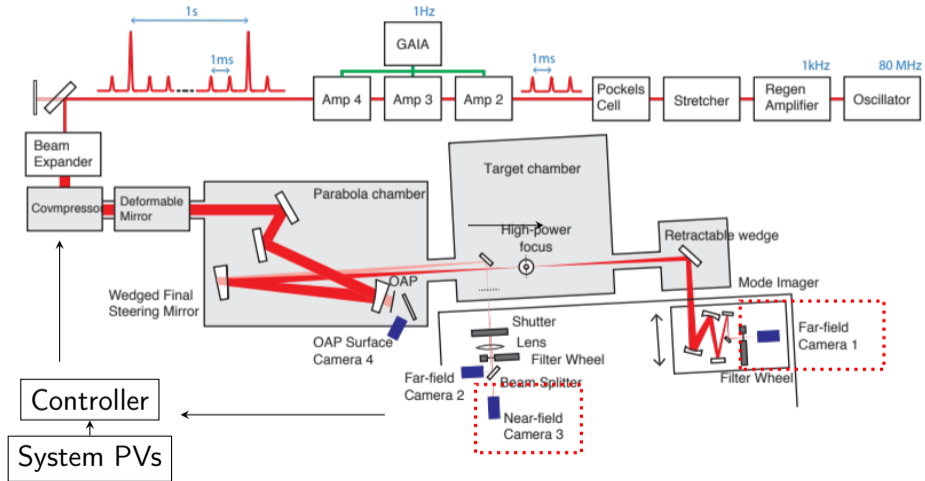 1s
1Hz
GAIA
1ms
1ms
1kHz
80 MHz
Amp 4
Amp 3
Amp 2
Pockels
Cell
Stretcher
Regen
Amplifier
Oscillator
Beam
Expander
Covmpressor
Deformable
Mirror
Parabola chamber
Target chamber
High-power
focus
Retractable wedge
Mode Imager
Wedged Final
Steering Mirror
OAP
OAP Surface
Camera 4
Shutter
Lens
Filter Wheel
Far-field
Camera 2
Beam Splitter
Near-field
Camera 3
Far-field
Camera 1
Filter Wheel
Controller
System PVs